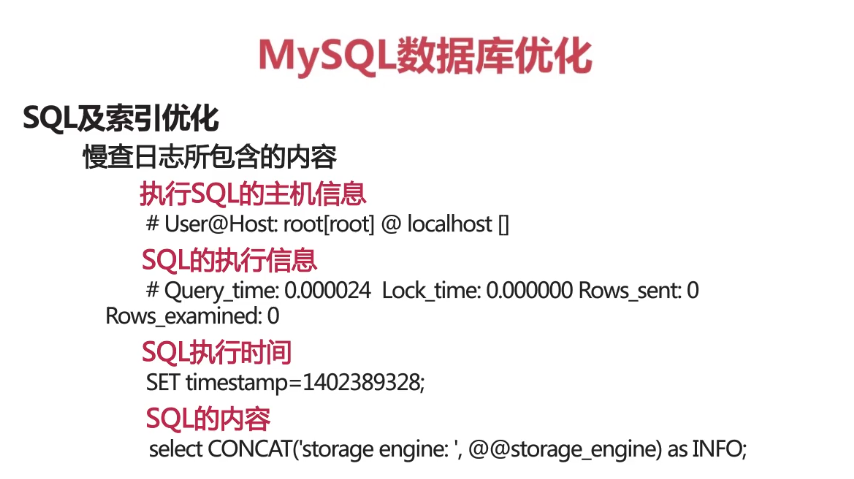 MySQL数据库优化
SQL及索引优化
慢查日志所包含的内容
执行SQL的主机信息
# User@Host: root[root] @ localhost []
SQL的执行信息
# Query_time: 0.000024  Lock_time: 0.000000 Rows_sent: 0
Rows_examined: 0
SQL执行时间
SET timestamp=1402389328;
SQL的内容
select CONCAT('storage engine: ', @@storage_engine) as INFO;